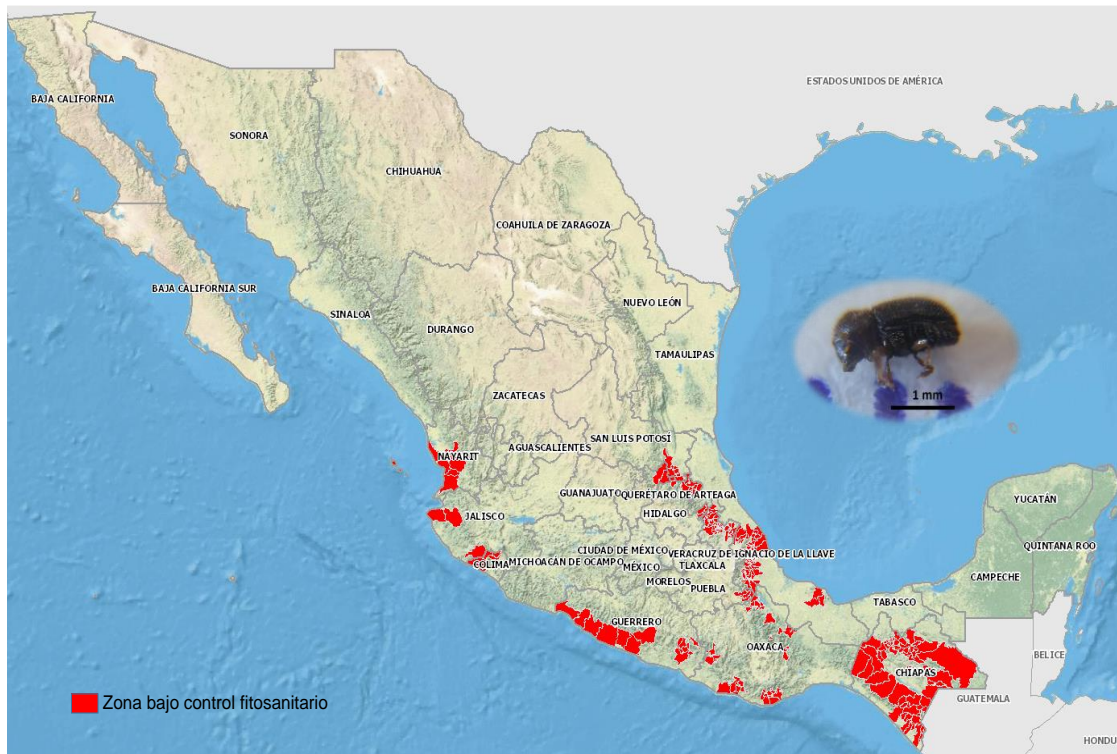 ESTADOS UNIDOS DE AMÉRICA
BAJA CALIFORNIA
SONORA
CHIHUAHUA
COAHUILA DE ZARAGOZA
BAJA CALIFORNIA SUR
NUEVO LEÓN
SINALOA
DURANGO
TAMAULIPAS
1 mm
ZACATECAS
SAN LUIS POTOSÍ
AGUASCALIENTES
NAYARIT
GUANAJUATO
QUERÉTARO DE ARTEAGA
YUCATÁN
HIDALGO
JALISCO
QUINTANA ROO
CIUDAD DE MÉXICO
VERACRUZ DE IGNACIO DE LA LLAVE
COLIMA
MICHOACÁN DE OCAMPO
MÉXICO
TLAXCALA
CAMPECHE
MORELOS
PUEBLA
TABASCO
GUERRERO
OAXACA
BELICE
CHIAPAS
GUATEMALA
Zona bajo control fitosanitario
HONDU